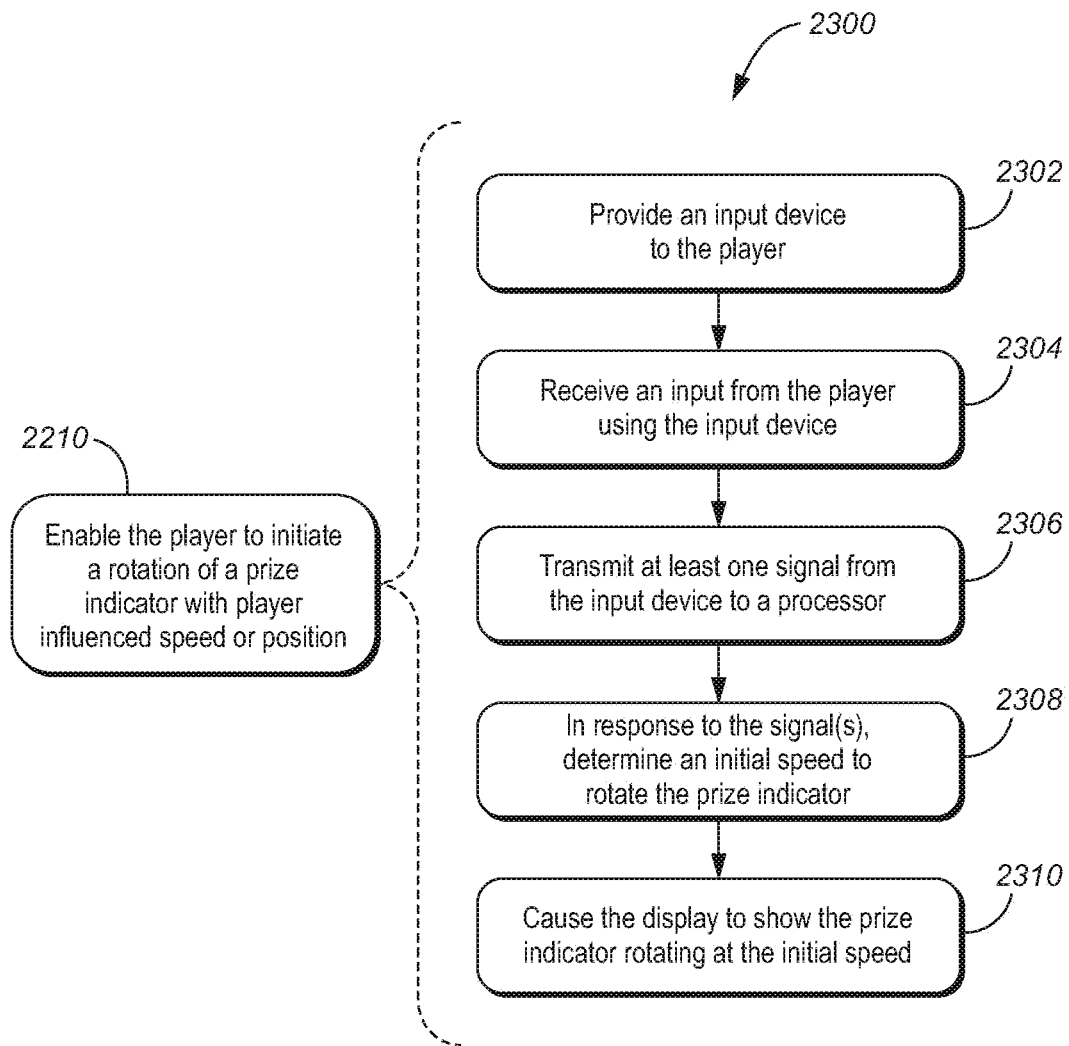 2300
2302
Provide an input device
to the player
2304
Receive an input from the player
using the input device
2210
Enable the player to initiate
a rotation of a prize
indicator with player
influenced speed or position
2306
Transmit at least one signal from
the input device to a processor
2308
In response to the signal(s),
determine an initial speed to
rotate the prize indicator
2310
Cause the display to show the prize
indicator rotating at the initial speed